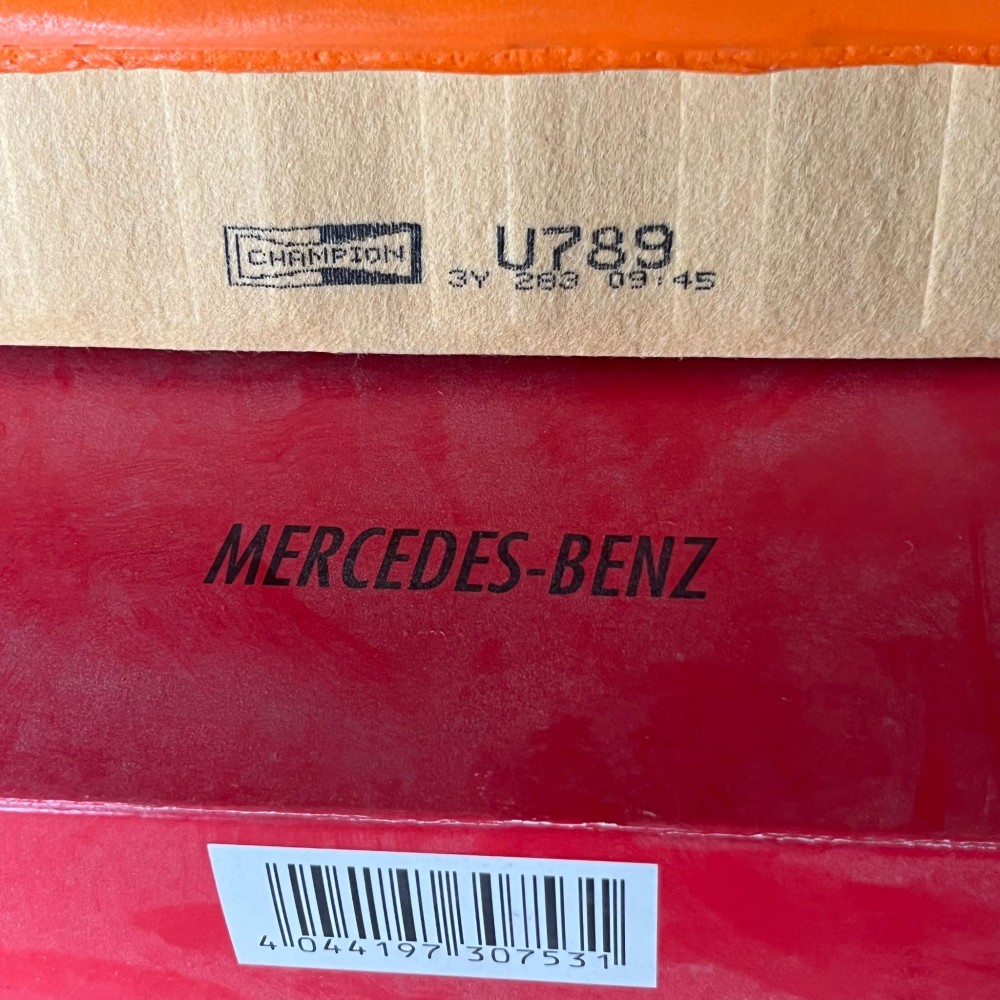 CHAMPION U789
3Y 283 09:45
MERCEDES-BENZ
4 044197 307531